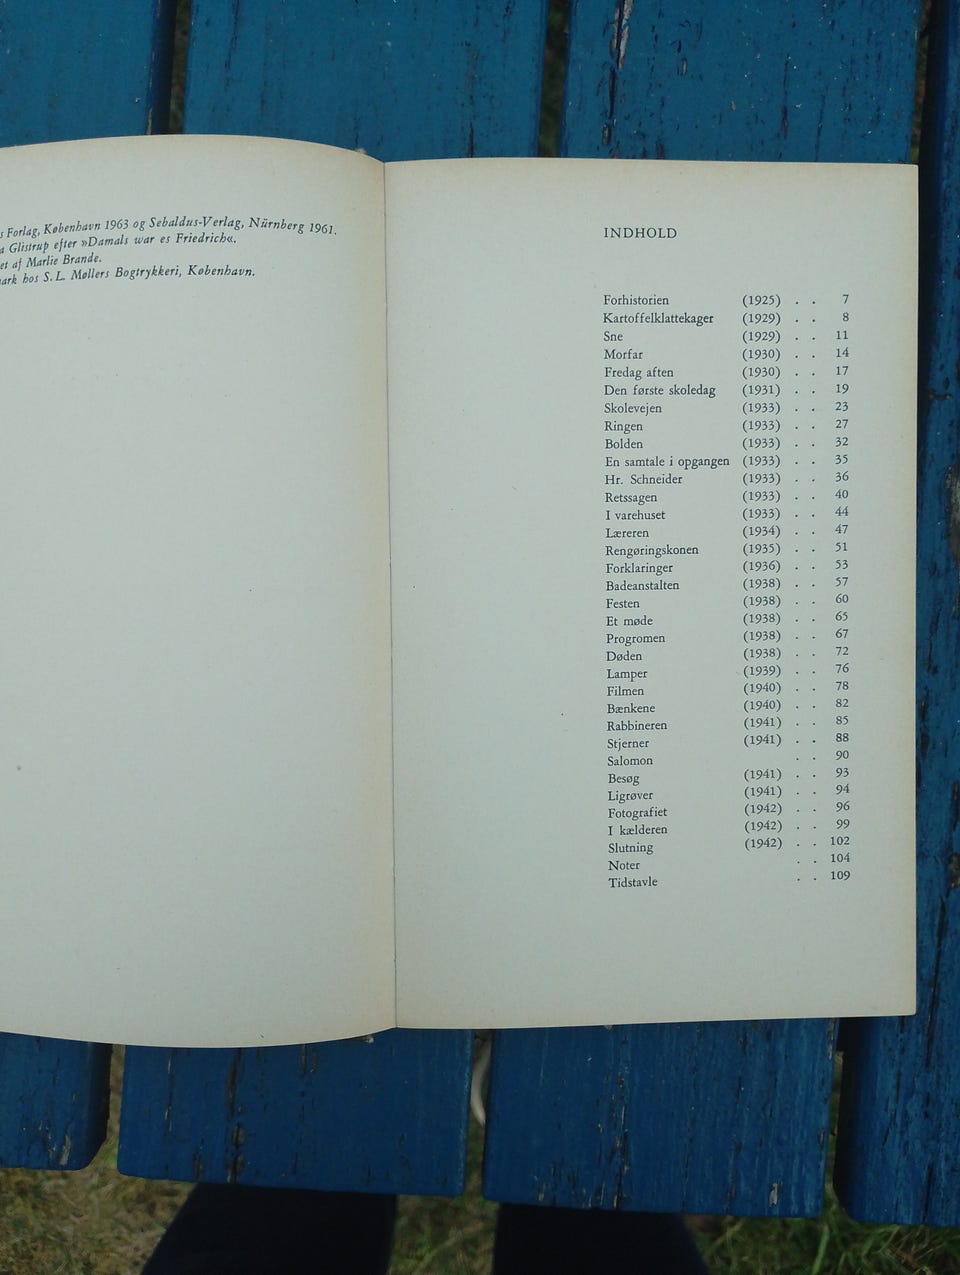 s Forlag, København 1963 og Sebaldus-Verlag, Nürnberg 1961.
a Glistrup efter »Damals war es Friedrich«.
et af Marlie Brande.
ark hos S. L. Møllers Bogtrykkeri, København.
INDHOLD
Forhistorien (1925) . . 7
Kartoffelklattekager (1929) . . 8
Sne (1929) . . 11
Morfar (1930) . . 14
Fredag aften (1930) . . 17
Den første skoledag (1931) . . 19
Skolevejen (1933) . . 23
Ringen (1933) . . 27
Bolden (1933) . . 32
En samtale i opgangen (1933) . . 35
Hr. Schneider (1933) . . 36
Retssagen (1933) . . 40
I varehuset (1933) . . 44
Læreren (1934) . . 47
Rengøringskonen (1935) . . 51
Forklaringer (1936) . . 53
Badeanstalten (1938) . . 57
Festen (1938) . . 60
Et møde (1938) . . 65
Progromen (1938) . . 67
Døden (1938) . . 72
Lamper (1939) . . 76
Filmen (1940) . . 78
Bænkene (1940) . . 82
Rabbineren (1941) . . 85
Stjerner (1941) . . 88
Salomon . . 90
Besøg (1941) . . 93
Ligrøver (1941) . . 94
Fotografiet (1942) . . 96
I kælderen (1942) . . 99
Slutning (1942) . . 102
Noter . . 104
Tidstavle . . 109